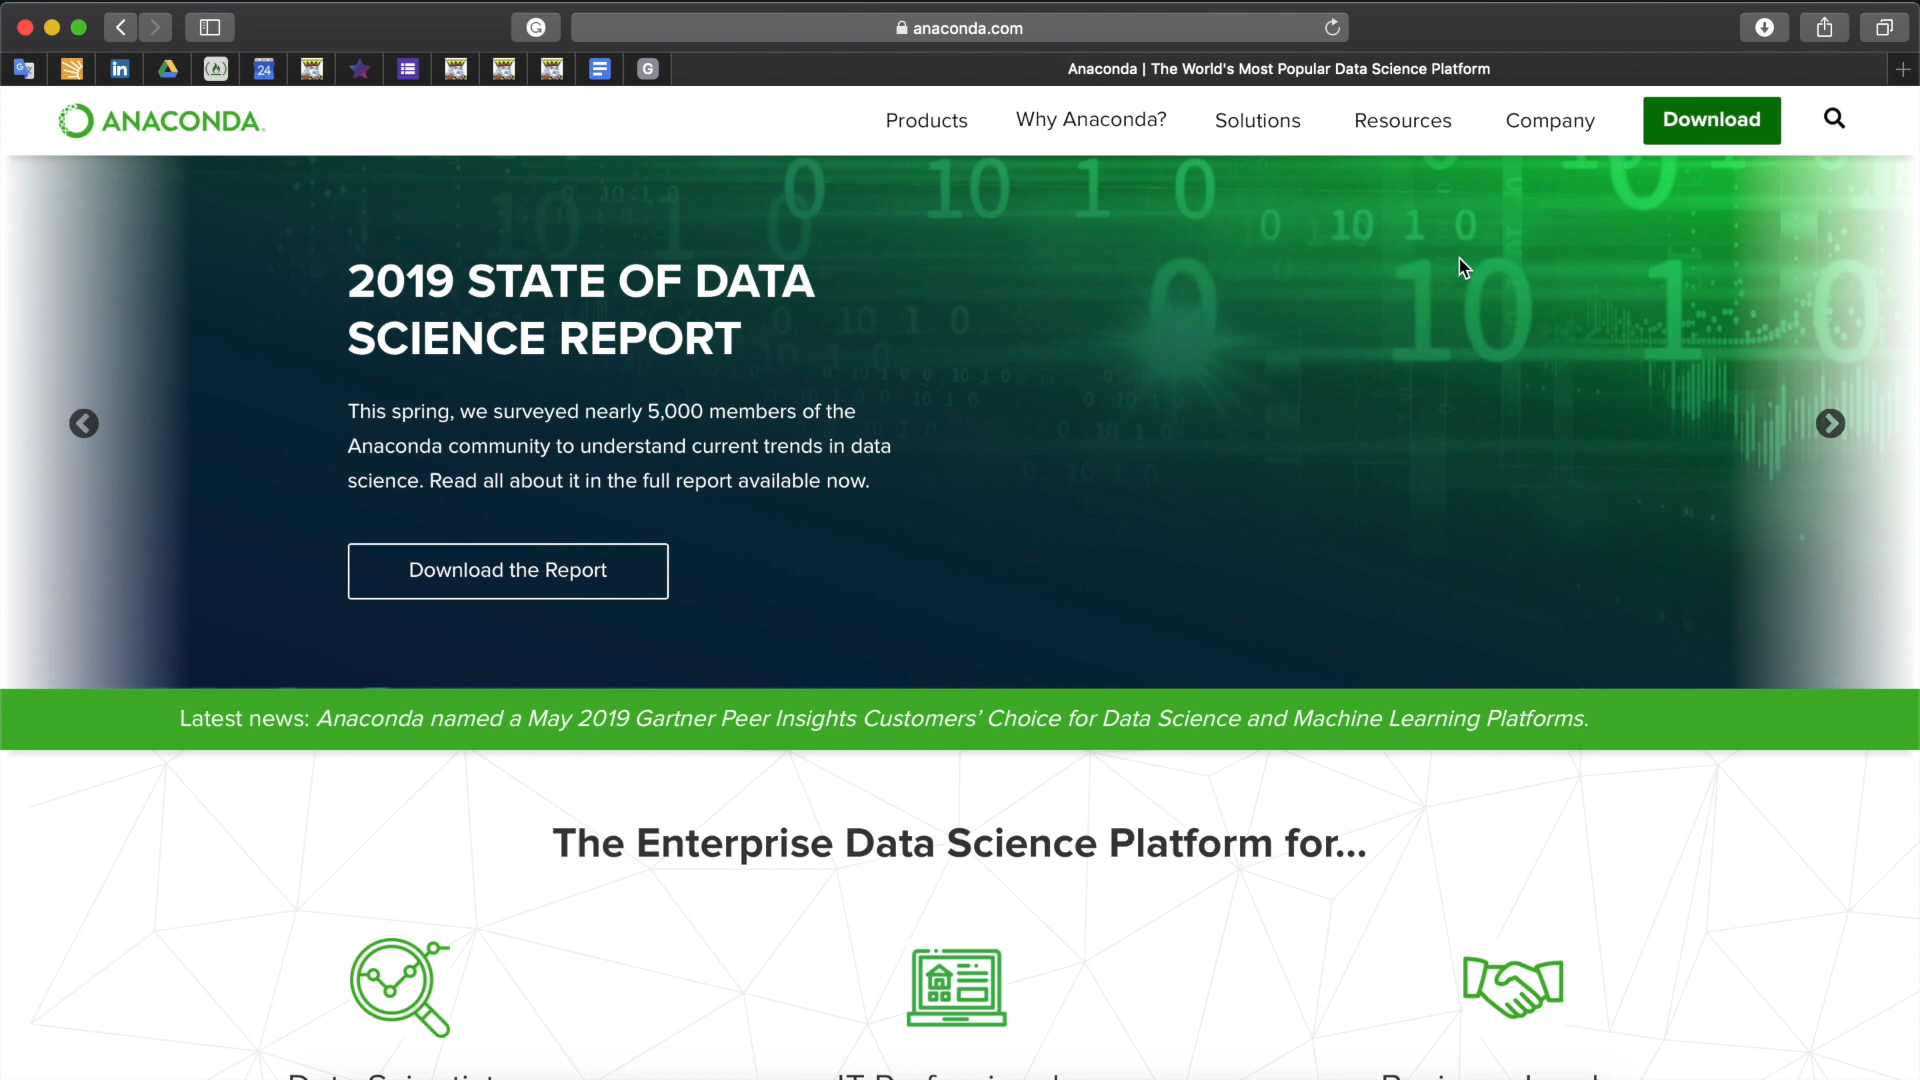 anaconda.com
24
G
Anaconda | The World's Most Popular Data Science Platform
ANACONDA.
Products
Why Anaconda?
Solutions
Resources
Company
Download
2019 STATE OF DATA
SCIENCE REPORT
This spring, we surveyed nearly 5,000 members of the
Anaconda community to understand current trends in data
science. Read all about it in the full report available now.
Download the Report
Latest news: Anaconda named a May 2019 Gartner Peer Insights Customers' Choice for Data Science and Machine Learning Platforms.
The Enterprise Data Science Platform for...